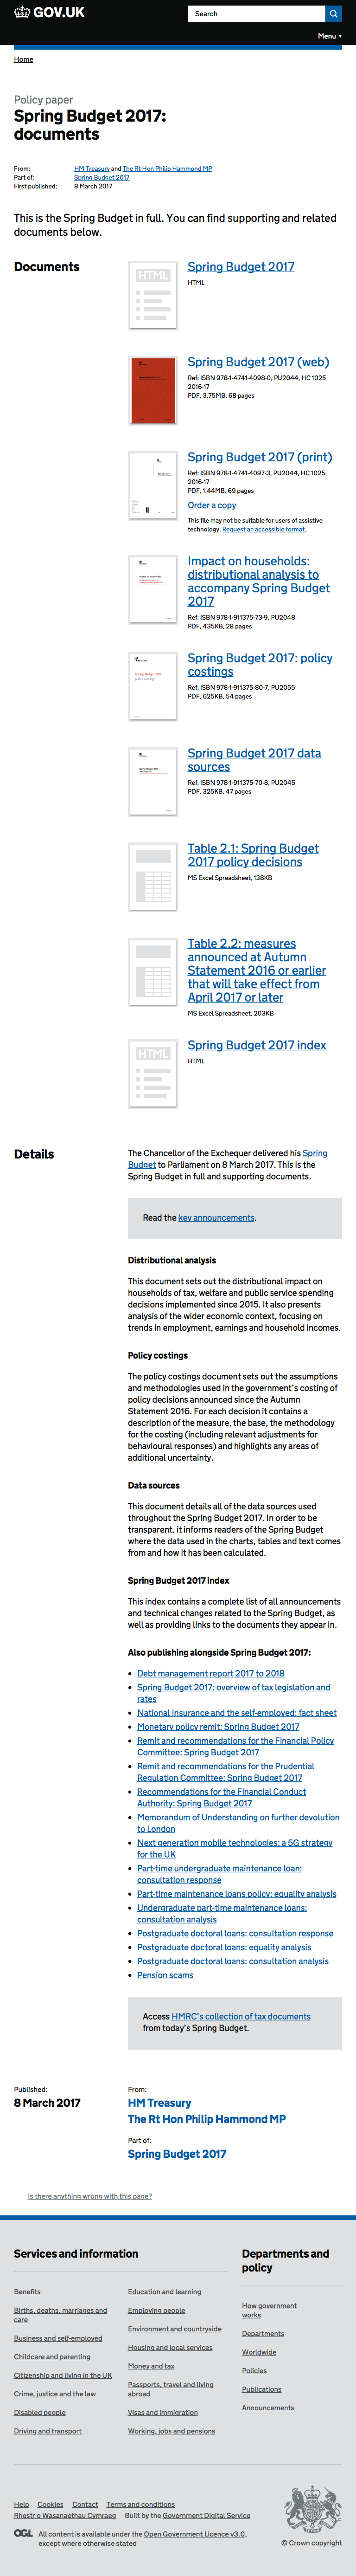 GOV.UK
Search
Menu ▼
Home
Policy paper
Spring Budget 2017:
documents
From: HM Treasury and The Rt Hon Philip Hammond MP
Part of: Spring Budget 2017
First published: 8 March 2017
This is the Spring Budget in full. You can find supporting and related
documents below.
Documents
HTML
Spring Budget 2017
HTML
Spring Budget 2017 (web)
Ref: ISBN 978-1-4741-4098-0, PU2044, HC 1025
2016-17
PDF, 3.75MB, 68 pages
Spring Budget 2017 (print)
Ref: ISBN 978-1-4741-4097-3, PU2044, HC 1025
2016-17
PDF, 1.44MB, 69 pages
Order a copy
This file may not be suitable for users of assistive
technology. Request an accessible format.
Impact on households:
distributional analysis to
accompany Spring Budget
2017
Ref: ISBN 978-1-911375-73-9, PU2048
PDF, 435KB, 28 pages
Spring Budget 2017: policy
costings
Ref: ISBN 978-1-911375-80-7, PU2055
PDF, 625KB, 54 pages
Spring Budget 2017 data
sources
Ref: ISBN 978-1-911375-70-8, PU2045
PDF, 325KB, 47 pages
Table 2.1: Spring Budget
2017 policy decisions
MS Excel Spreadsheet, 138KB
Table 2.2: measures
announced at Autumn
Statement 2016 or earlier
that will take effect from
April 2017 or later
MS Excel Spreadsheet, 203KB
HTML
Spring Budget 2017 index
HTML
Details
The Chancellor of the Exchequer delivered his Spring
Budget to Parliament on 8 March 2017. This is the
Spring Budget in full and supporting documents.
Read the key announcements.
Distributional analysis
This document sets out the distributional impact on
households of tax, welfare and public service spending
decisions implemented since 2015. It also presents
analysis of the wider economic context, focusing on
trends in employment, earnings and household incomes.
Policy costings
The policy costings document sets out the assumptions
and methodologies used in the government's costing of
policy decisions announced since the Autumn
Statement 2016. For each decision it contains a
description of the measure, the base, the methodology
for the costing (including relevant adjustments for
behavioural responses) and highlights any areas of
additional uncertainty.
Data sources
This document details all of the data sources used
throughout the Spring Budget 2017. In order to be
transparent, it informs readers of the Spring Budget
where the data used in the charts, tables and text comes
from and how it has been calculated.
Spring Budget 2017 index
This index contains a complete list of all announcements
and technical changes related to the Spring Budget, as
well as providing links to the documents they appear in.
Also publishing alongside Spring Budget 2017:
• Debt management report 2017 to 2018
• Spring Budget 2017: overview of tax legislation and
rates
• National Insurance and the self-employed: fact sheet
• Monetary policy remit: Spring Budget 2017
• Remit and recommendations for the Financial Policy
Committee: Spring Budget 2017
• Remit and recommendations for the Prudential
Regulation Committee: Spring Budget 2017
• Recommendations for the Financial Conduct
Authority: Spring Budget 2017
• Memorandum of Understanding on further devolution
to London
• Next generation mobile technologies: a 5G strategy
for the UK
• Part-time undergraduate maintenance loan:
consultation response
• Part-time maintenance loans policy: equality analysis
• Undergraduate part-time maintenance loans:
consultation analysis
• Postgraduate doctoral loans: consultation response
• Postgraduate doctoral loans: equality analysis
• Postgraduate doctoral loans: consultation analysis
• Pension scams
Access HMRC's collection of tax documents
from today's Spring Budget.
Published:
8 March 2017
From:
HM Treasury
The Rt Hon Philip Hammond MP
Part of:
Spring Budget 2017
Is there anything wrong with this page?
Services and information
Benefits
Births, deaths, marriages and
care
Business and self-employed
Childcare and parenting
Citizenship and living in the UK
Crime, justice and the law
Disabled people
Driving and transport
Education and learning
Employing people
Environment and countryside
Housing and local services
Money and tax
Passports, travel and living
abroad
Visas and immigration
Working, jobs and pensions
Departments and
policy
How government
works
Departments
Worldwide
Policies
Publications
Announcements
Help Cookies Contact Terms and conditions
Rhestr o Wasanaethau Cymraeg Built by the Government Digital Service
OGL All content is available under the Open Government Licence v3.0,
except where otherwise stated
© Crown copyright